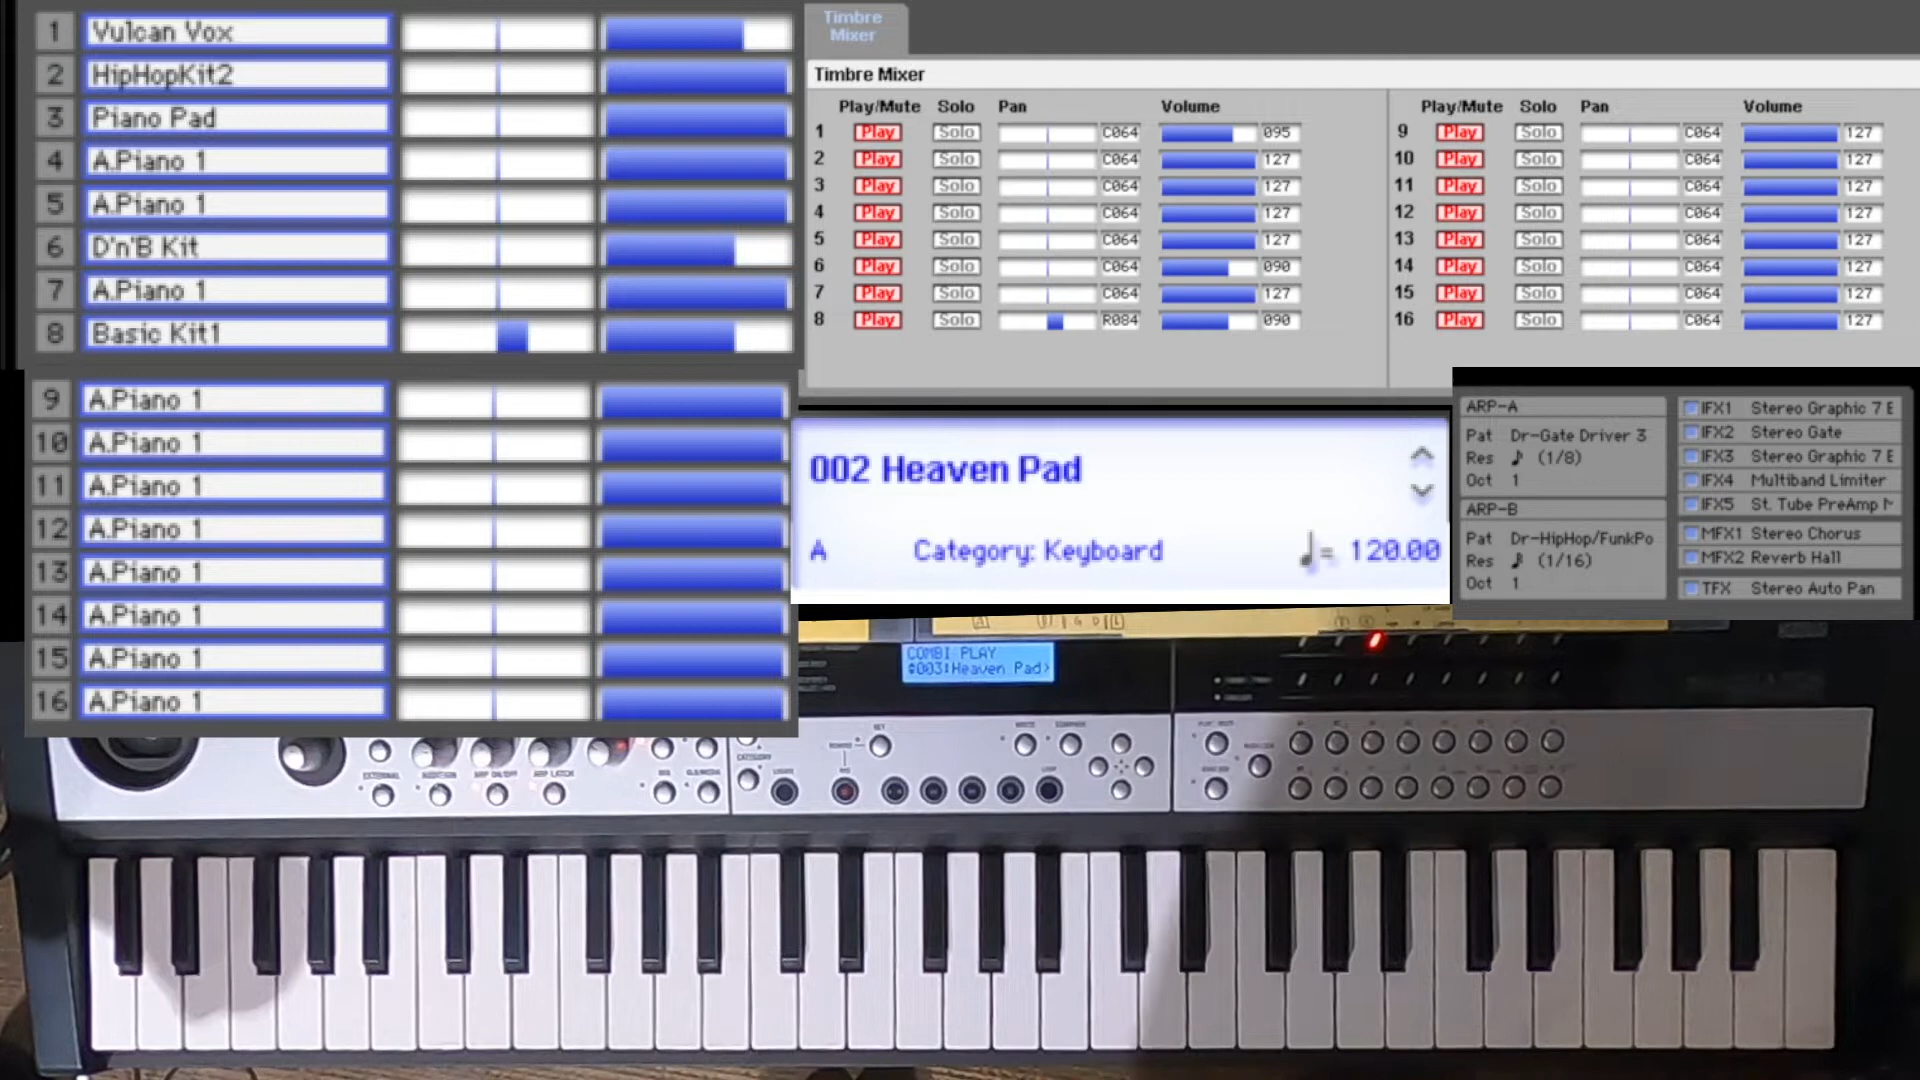 1 Vulcan Vox
2 HipHopKit2
3 Piano Pad
4 A.Piano 1
5 A.Piano 1
6 D'n'B Kit
7 A.Piano 1
8 Basic Kit1
9 A.Piano 1
10 A.Piano 1
11 A.Piano 1
12 A.Piano 1
13 A.Piano 1
14 A.Piano 1
15 A.Piano 1
16 A.Piano 1
Timbre
Mixer
Timbre Mixer
Play/Mute Solo Pan Volume
1 Play Solo C064 095
2 Play Solo C064 127
3 Play Solo C064 127
4 Play Solo C064 127
5 Play Solo C064 127
6 Play Solo C064 090
7 Play Solo C064 127
8 Play Solo R084 090
Play/Mute Solo Pan Volume
9 Play Solo C064 127
10 Play Solo C064 127
11 Play Solo C064 127
12 Play Solo C064 127
13 Play Solo C064 127
14 Play Solo C064 127
15 Play Solo C064 127
16 Play Solo C064 127
002 Heaven Pad
A Category: Keyboard ♩= 120.00
ARP-A
Pat Dr-Gate Driver 3
Res ♪ (1/8)
Oct 1
ARP-B
Pat Dr-HipHop/FunkPo
Res (1/16)
Oct 1
IFX1 Stereo Graphic 7 E
IFX2 Stereo Gate
IFX3 Stereo Graphic 7 E
IFX4 Multiband Limiter
IFX5 St. Tube PreAmp
MFX1 Stereo Chorus
MFX2 Reverb Hall
TFX Stereo Auto Pan
COMBI PLAY
003:Heaven Pad
EXTERNAL AUDITION ARP ON/OFF ARP LATCH
CATEGORY